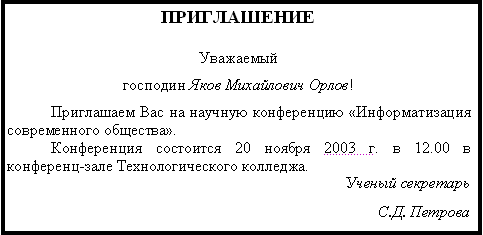 ПРИГЛАШЕНИЕ
Уважаемый
господин Яков Михайлович Орлов!
Приглашаем Вас на научную конференцию «Информатизация
современного общества».
Конференция состоится 20 ноября 2003 г. в 12.00 в
конференц-зале Технологического колледжа.
Ученый секретарь
С.Д. Петрова